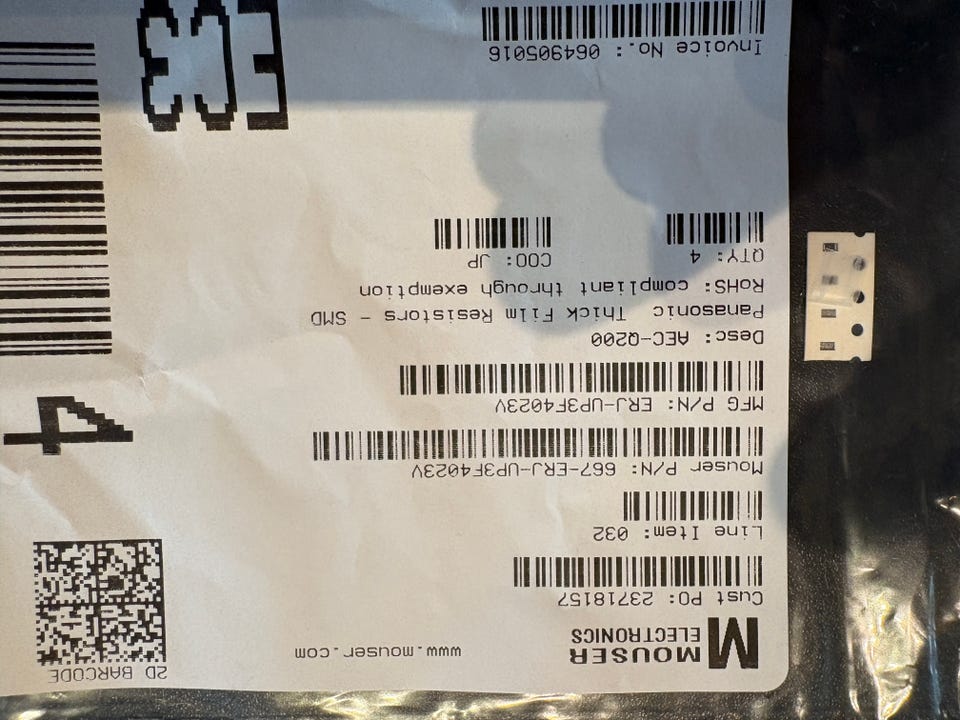 MOUSER
ELECTRONICS
www.mouser.com
2D BARCODE
Cust PO: 23718157
Line Item: 032
Mouser P/N: 667-ERJ-UP3F4023V
MFG P/N: ERJ-UP3F4023V
4
Desc: AEC-Q200
Panasonic Thick Film Resistors - SMD
RoHS: compliant through exemption
QTY: 4 COO: JP
Invoice No.: 064905016